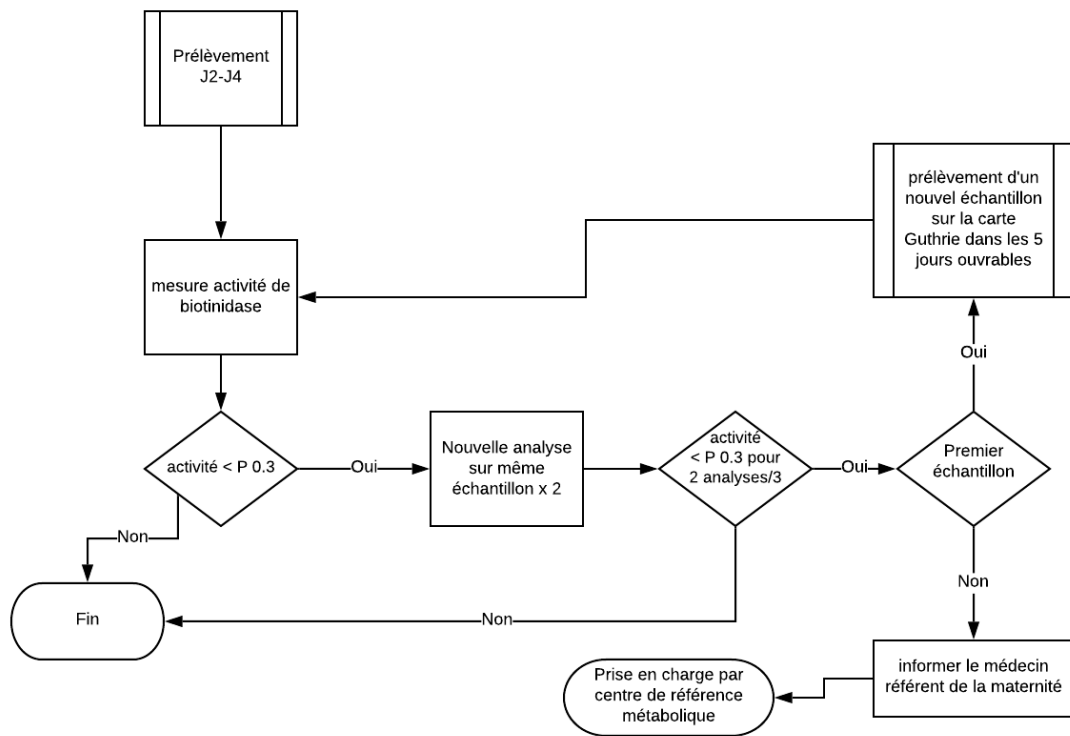 Prélèvement
J2-J4
prélèvement d'un
nouvel échantillon
sur la carte
Guthrie dans les 5
jours ouvrables
mesure activité de
biotinidase
Oui
activité < P 0.3
Oui
Nouvelle analyse
sur même
échantillon x 2
activité
< P 0.3 pour
2 analyses/3
Oui
Premier
échantillon
Non
Non
Fin
Non
informer le médecin
référent de la maternité
Prise en charge par
centre de référence
métabolique